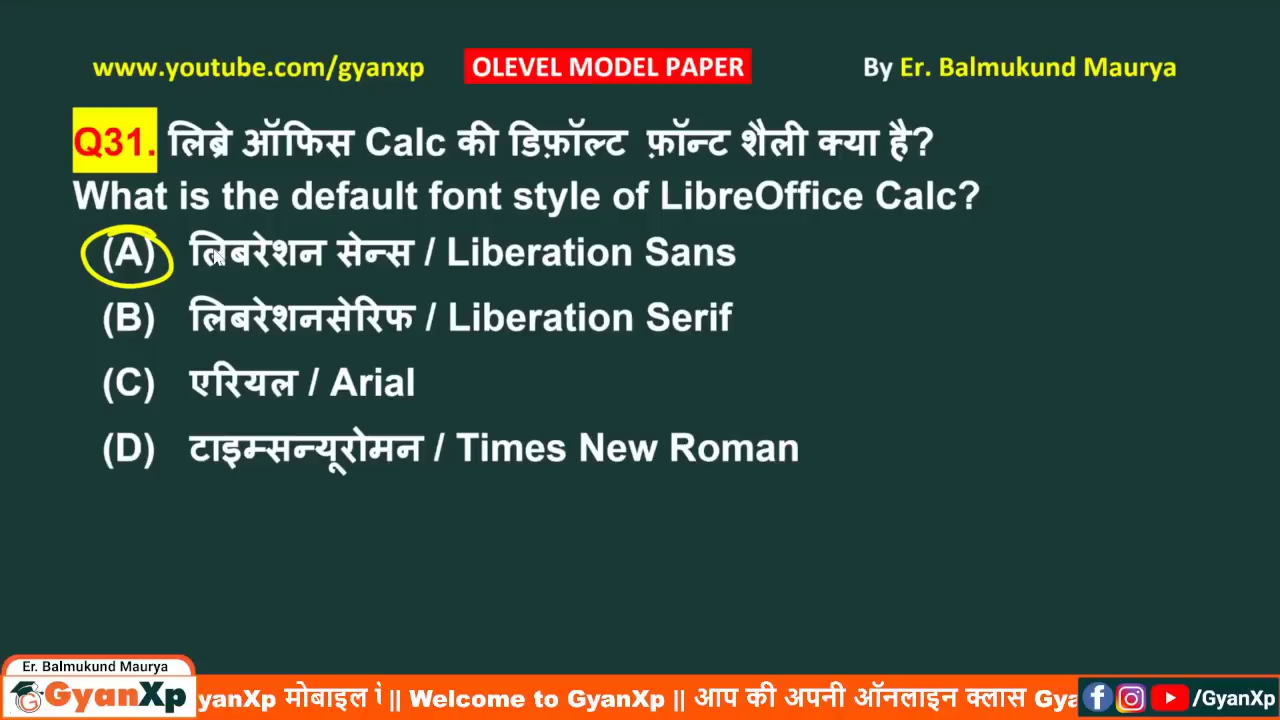 www.youtube.com/gyanxp OLEVEL MODEL PAPER By Er. Balmukund Maurya
Q31. लिब्रे ऑफिस Calc की डिफ़ॉल्ट फ़ॉन्ट शैली क्या है?
What is the default font style of LibreOffice Calc?
(A) लिबरेशन सेन्स / Liberation Sans
(B) लिबरेशनसेरिफ / Liberation Serif
(C) एरियल / Arial
(D) टाइम्सन्यूरोमन / Times New Roman
Er. Balmukund Maurya
GyanXp yanXp मोबाइल || Welcome to GyanXp || आप की अपनी ऑनलाइन क्लास Gya /GyanXp